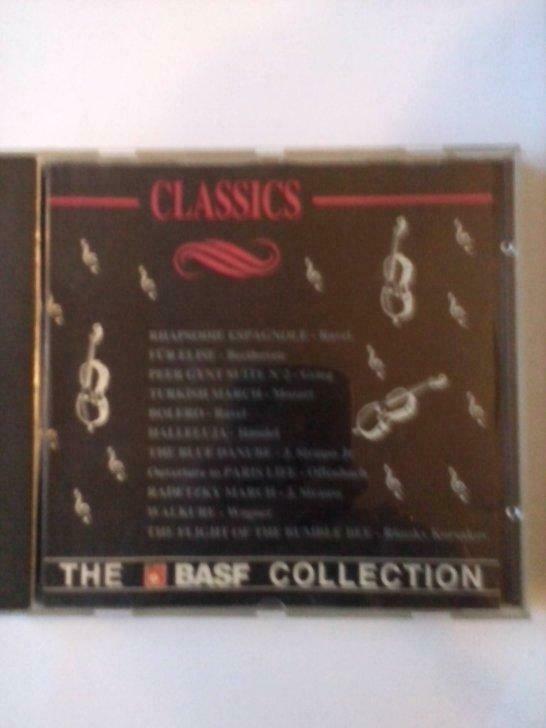 CLASSICS
RHAPSODIE ESPAGNOLE - Ravel
FÜR ELISE - Beethoven
PEER GYNT SUITE N°2 - Grieg
TURKISH MARCH - Mozart
BOLERO - Ravel
HALLELUJA - Handel
THE BLUE DANUBE - J. Strauss Jr.
Ouverture to PARIS LIFE - Offenbach
RADETZKY MARCH - J. Strauss
WALKURE - Wagner
THE FLIGHT OF THE BUMBLE BEE - Rimsky Korsakov
THE BASF COLLECTION